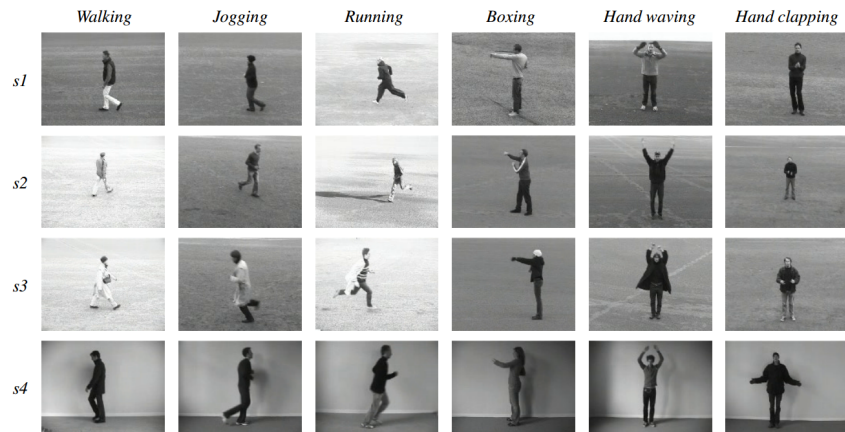 Walking Jogging Running Boxing Hand waving Hand clapping
s1
s2
s3
s4